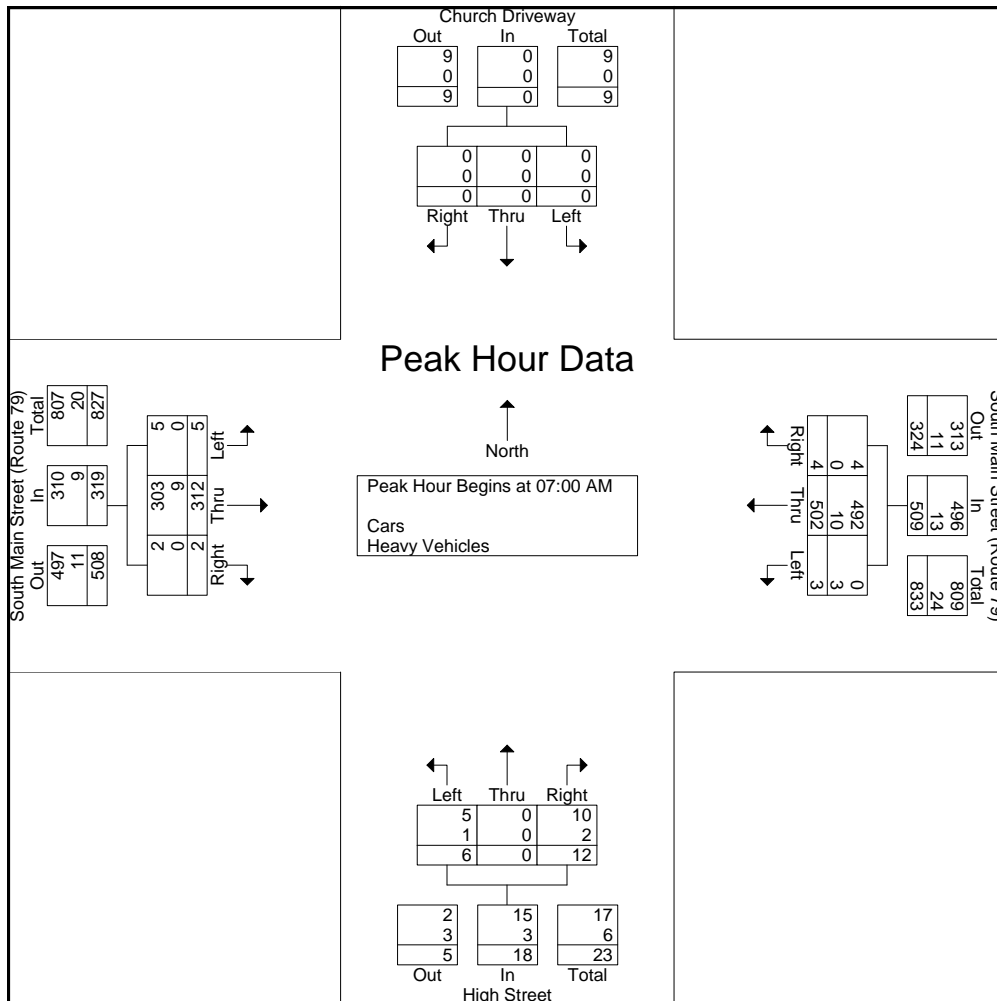 Church Driveway
Out In Total
9 0 9
0 0 0
9 0 9
0 0 0
0 0 0
0 0 0
Right Thru Left
Peak Hour Data
North
Peak Hour Begins at 07:00 AM
Cars
Heavy Vehicles
South Main Street (Route 79)
Total In Out
807 310 497
20 9 11
827 319 508
5 303 2
0 9 0
5 312 2
Left Thru Right
South Main Street (Route 79)
Out In Total
313 496 809
11 13 24
324 509 833
4 492 0
0 10 3
4 502 3
Right Thru Left
Left Thru Right
5 0 10
1 0 2
6 0 12
2 15 17
3 3 6
5 18 23
Out In Total
High Street